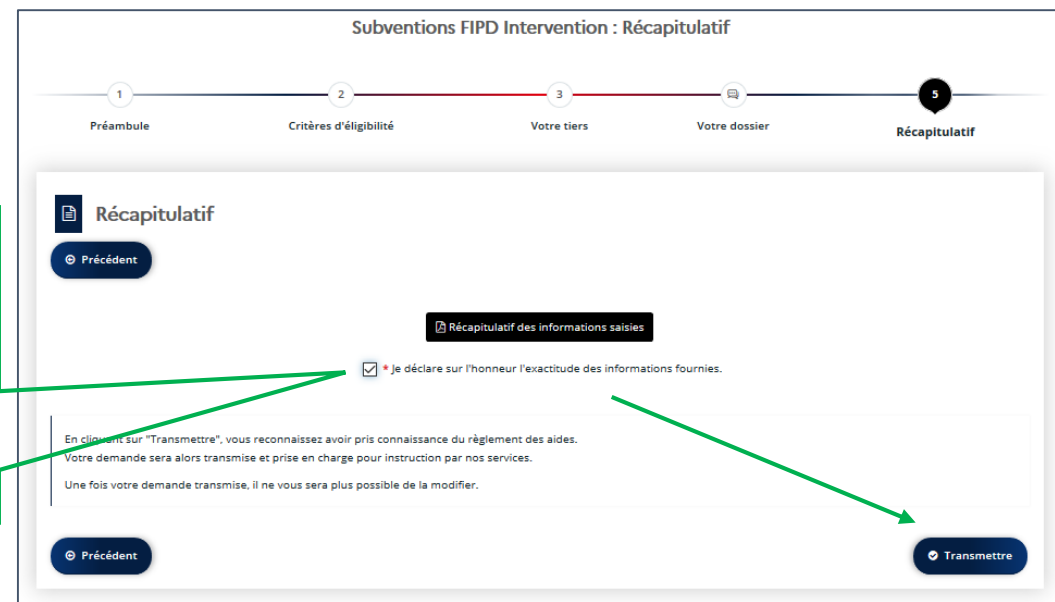 Subventions FIPD Intervention : Récapitulatif
1
2
3
5
Préambule
Critères d'éligibilité
Votre tiers
Votre dossier
Récapitulatif
Récapitulatif
Précédent
Récapitulatif des informations saisies
* Je déclare sur l'honneur l'exactitude des informations fournies.
En cliquant sur "Transmettre", vous reconnaissez avoir pris connaissance du règlement des aides.
Votre demande sera alors transmise et prise en charge pour instruction par nos services.
Une fois votre demande transmise, il ne vous sera plus possible de la modifier.
Précédent
Transmettre